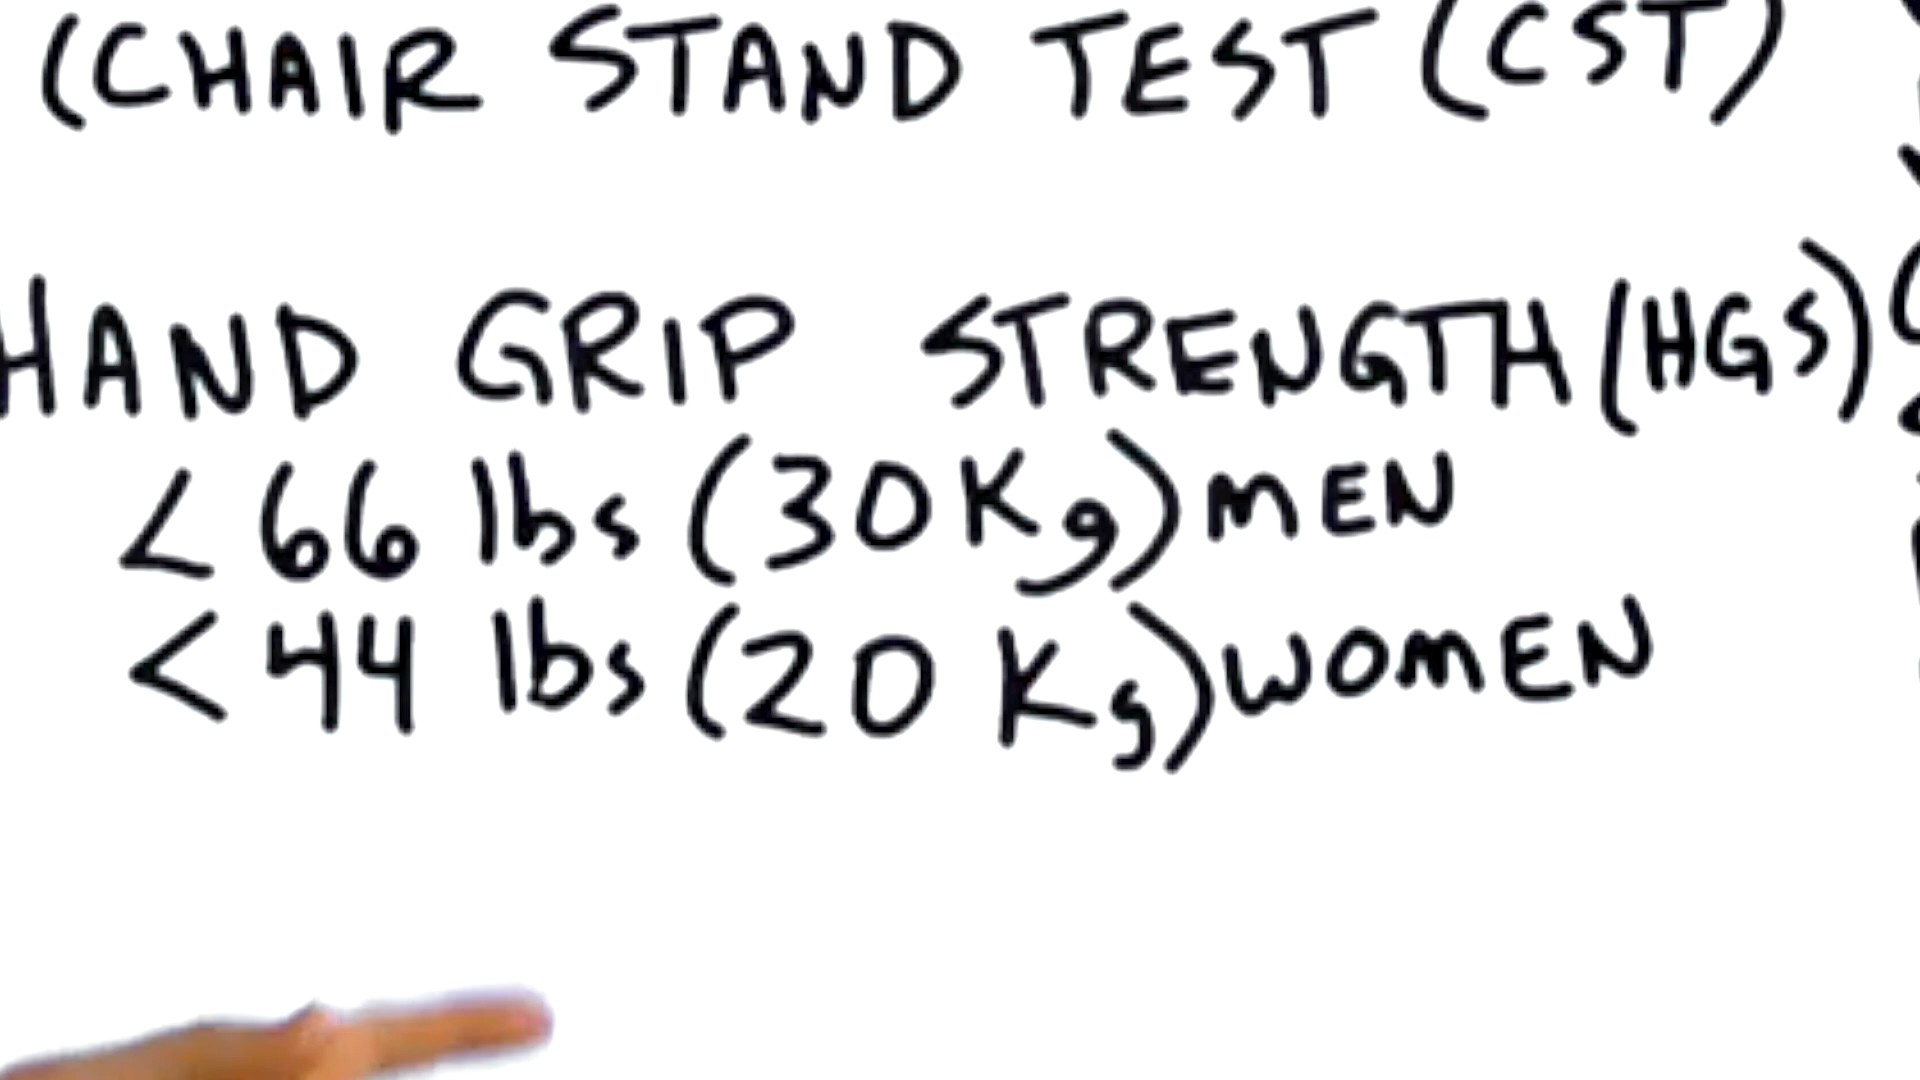 (CHAIR STAND TEST (CST)
HAND GRIP STRENGTH (HGS)
< 66 lbs (30 Kg) MEN
< 44 lbs (20 Kg) WOMEN